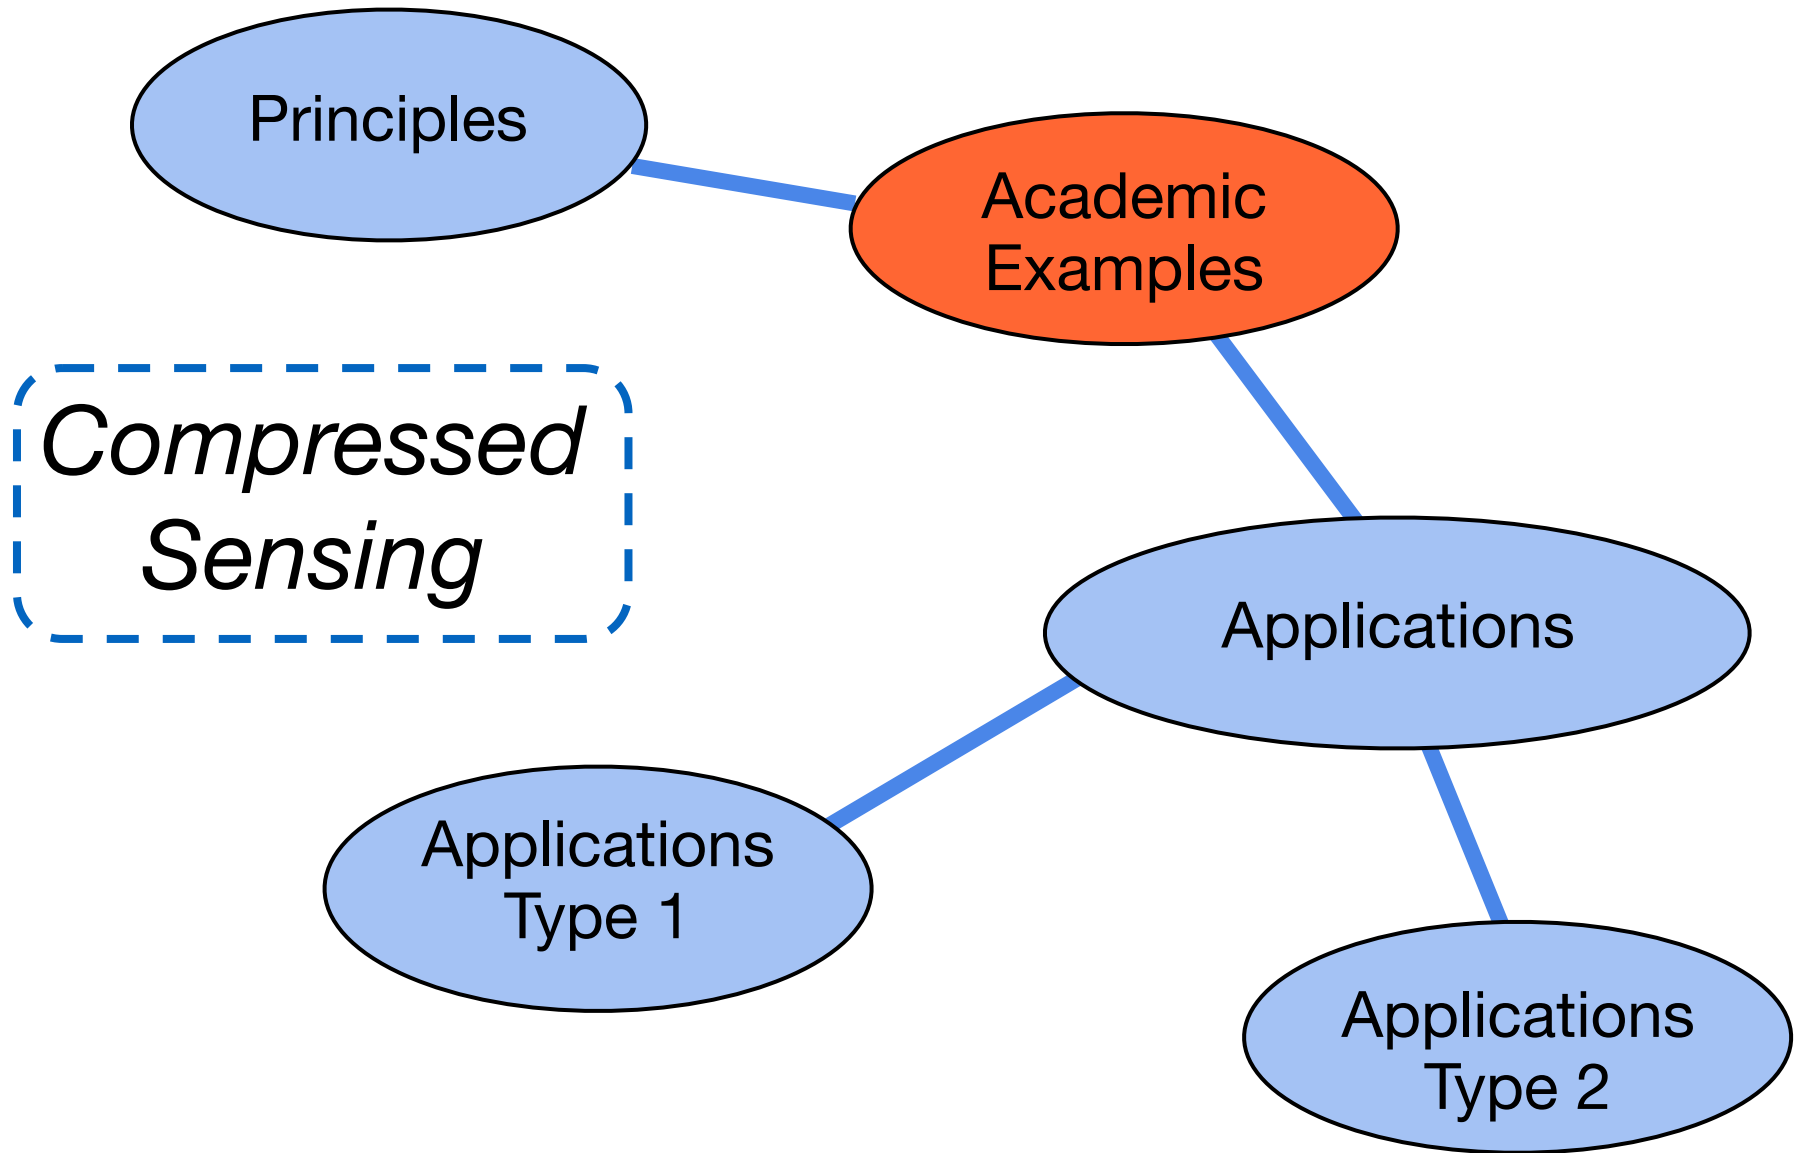 Principles
Academic
Examples
Compressed
Sensing
Applications
Applications
Type 1
Applications
Type 2